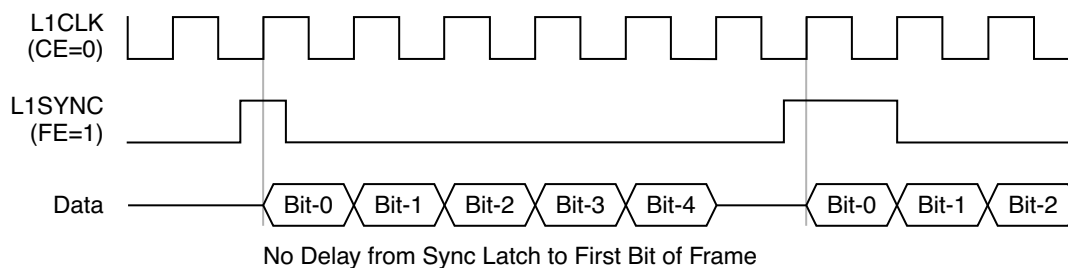 L1CLK
(CE=0)
L1SYNC
(FE=1)
Data Bit-0 Bit-1 Bit-2 Bit-3 Bit-4 Bit-0 Bit-1 Bit-2
No Delay from Sync Latch to First Bit of Frame